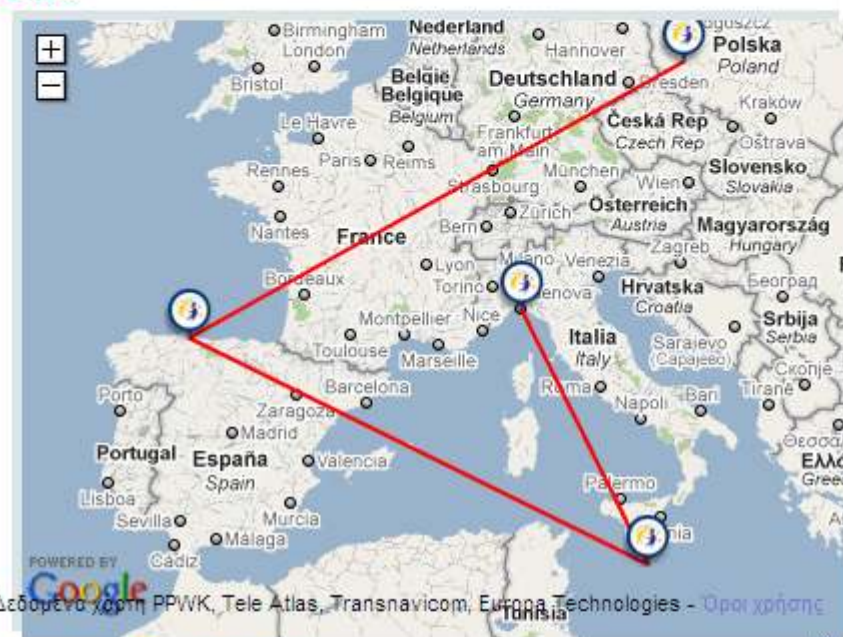 +
−
Birmingham
Nederland
Netherlands
Hannover
Polska
Poland
London
Bristol
België
Belgique
Belgium
Deutschland
Germany
Dresden
Kraków
Le Havre
Frankfurt
am Main
Česká Rep
Czech Rep
Ostrava
Paris
Reims
Rennes
Strasbourg
München
Wien
Slovensko
Slovakia
Nantes
France
Zürich
Bern
Österreich
Austria
Magyarország
Hungary
Lyon
Milano
Venezia
Zagreb
Bordeaux
Torino
Genova
Hrvatska
Croatia
Београд
Montpellier
Nice
Toulouse
Marseille
Italia
Italy
Sarajevo
(Сарајево)
Srbija
Serbia
Скопје
Porto
Zaragoza
Barcelona
Roma
Napoli
Bari
Tiranë
Madrid
Portugal
España
Spain
Valencia
Lisboa
Palermo
Sevilla
Murcia
Málaga
Cádiz
POWERED BY
Google
Δεδομένα χάρτη PPWK, Tele Atlas, Transnavicom, Europa Technologies - Όροι χρήσης
Tunisia